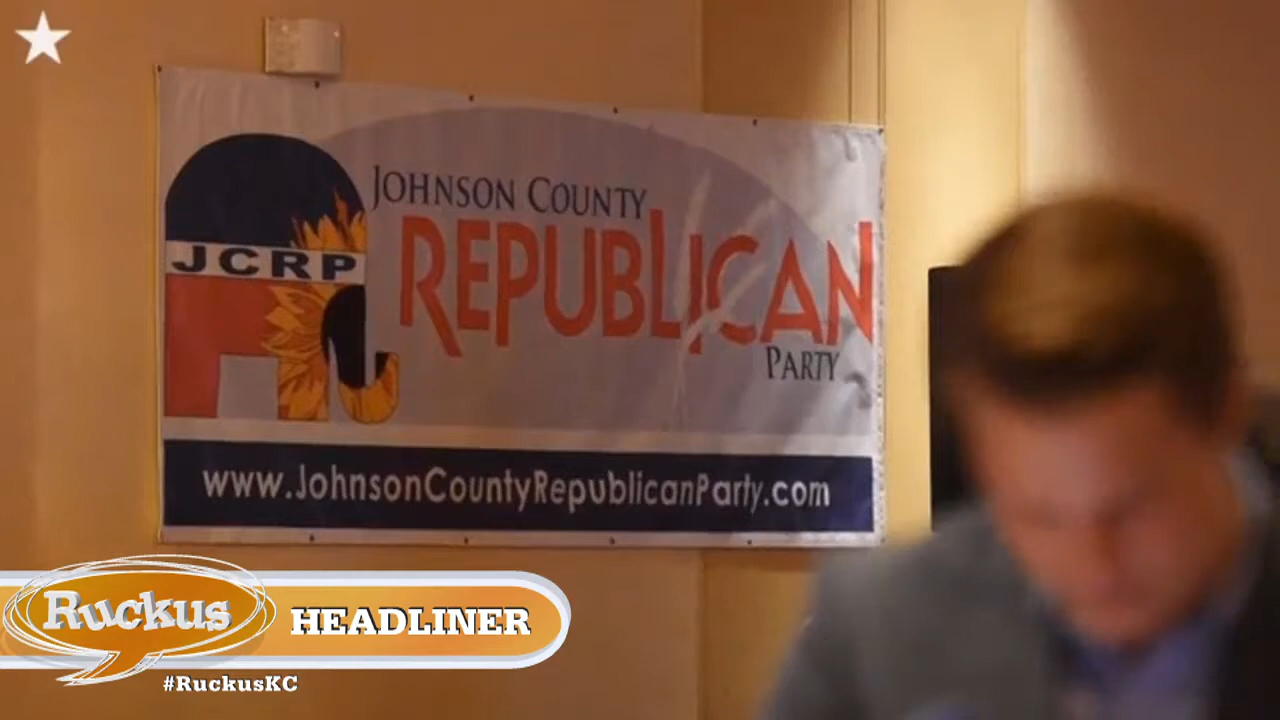 JOHNSON COUNTY
REPUBLICAN
PARTY
JCRP
www.JohnsonCountyRepublicanParty.com
Ruckus
HEADLINER
#RuckusKC